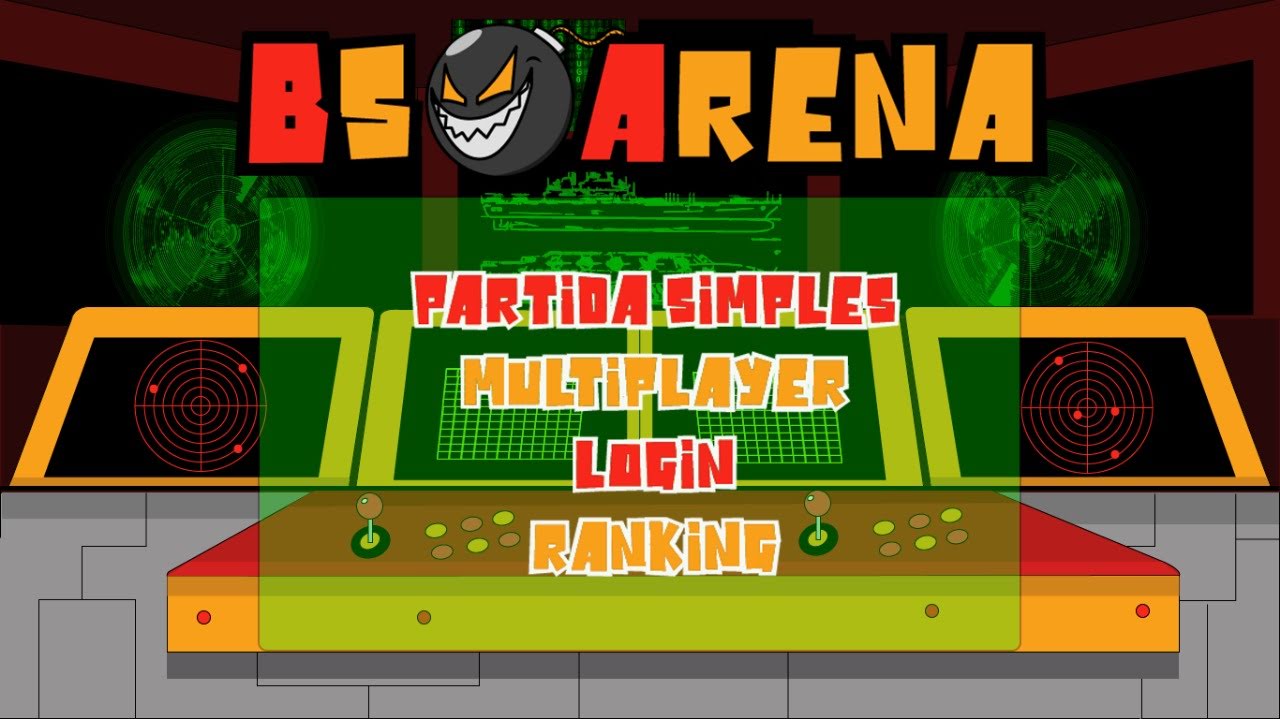 BS ARENA
PARTIDA SIMPLES
MULTIPLAYER
LOGIN
RANKING